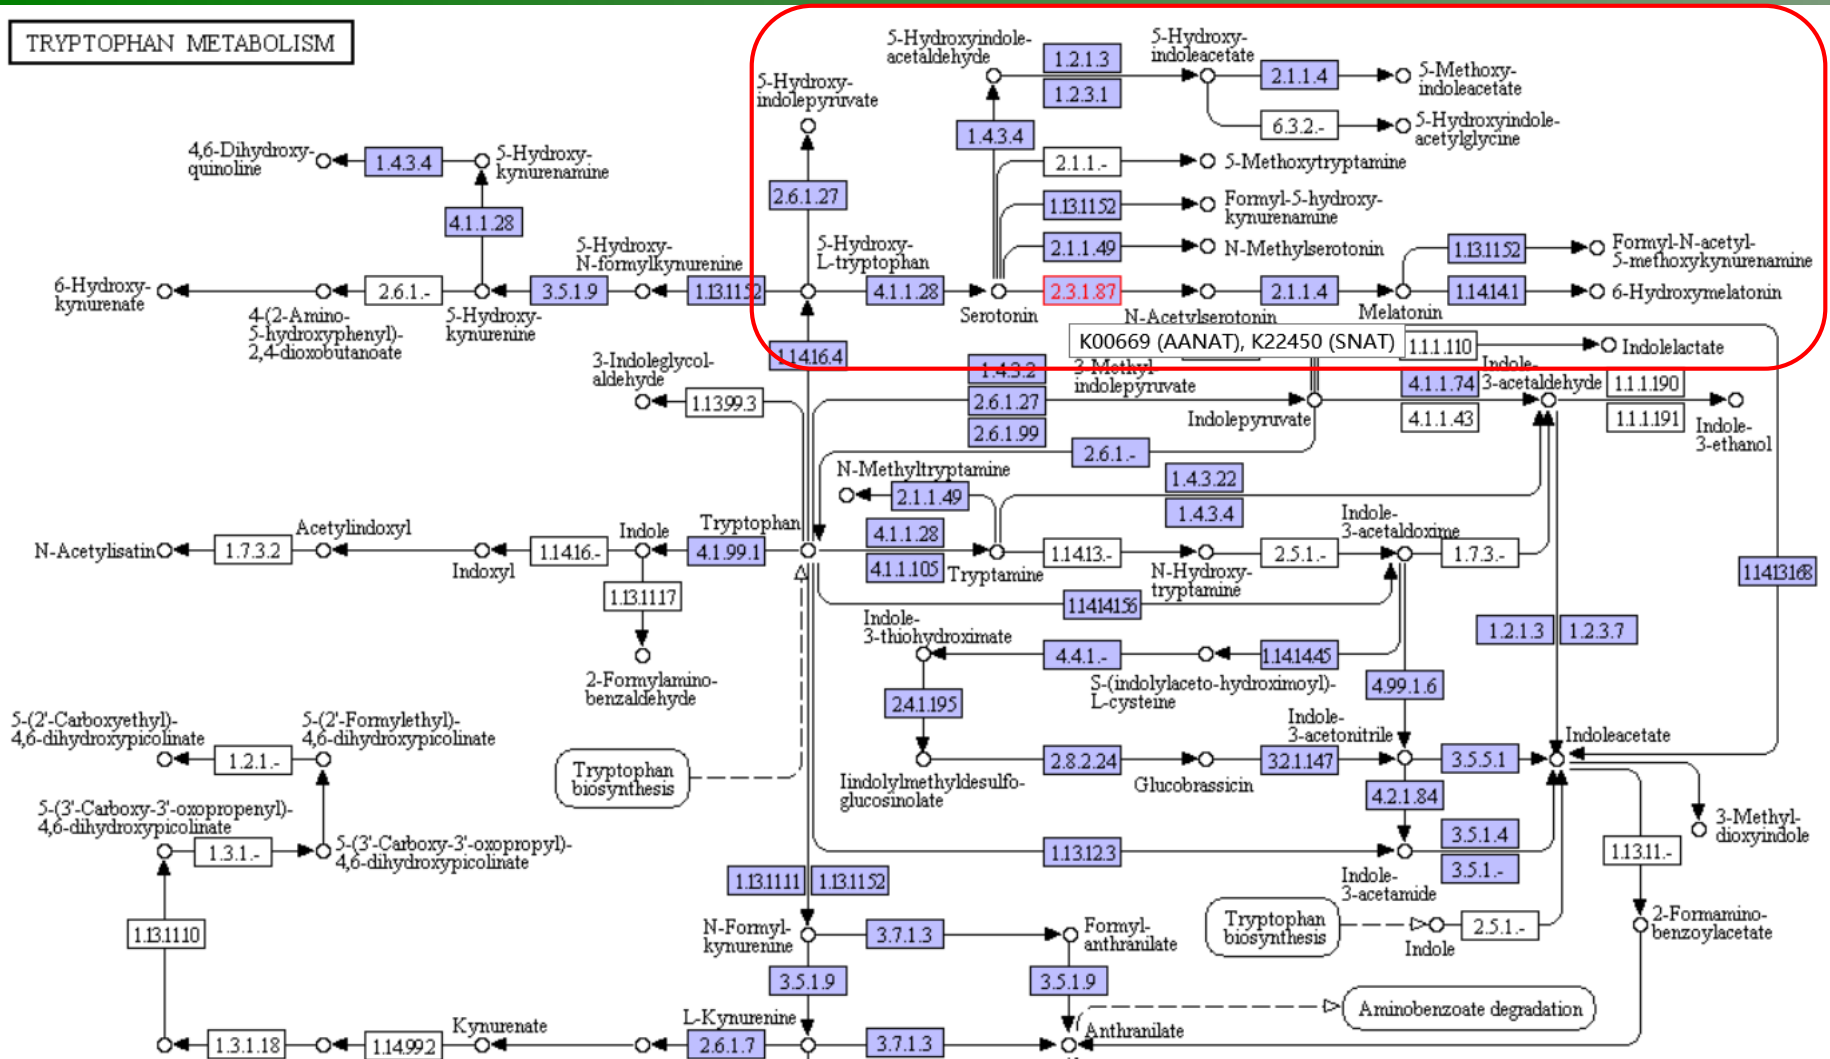 TRYPTOPHAN METABOLISM
5-Hydroxyindole-
acetaldehyde
1.2.1.3
1.2.3.1
5-Hydroxy-
indoleacetate
2.1.1.4
5-Methoxy-
indoleacetate
6.3.2.-
5-Hydroxyindole-
acetylglycine
5-Hydroxy-
indolepyruvate
1.4.3.4
2.1.1.-
5-Methoxytryptamine
4,6-Dihydroxy-
quinoline
1.4.3.4
5-Hydroxy-
kynurenamine
2.6.1.27
1.13.11.52
Formyl-5-hydroxy-
kynurenamine
4.1.1.28
5-Hydroxy-
N-formylkynurenine
5-Hydroxy-
L-tryptophan
2.1.1.49
N-Methylserotonin
1.13.11.52
Formyl-N-acetyl-
5-methoxykynurenamine
6-Hydroxy-
kynurenate
2.6.1.-
3.5.1.9
1.13.11.52
4.1.1.28
2.3.1.87
2.1.1.4
1.14.14.1
6-Hydroxymelatonin
4-(2-Amino-
5-hydroxyphenyl)-
2,4-dioxobutanoate
5-Hydroxy-
kynurenine
Serotonin
N-Acetylserotonin
Melatonin
K00669 (AANAT), K22450 (SNAT)
1.1.1.110
Indolelactate
1.14.16.4
3-Indoleglycol-
aldehyde
1.13.99.3
1.4.3.2
2.6.1.27
2.6.1.99
3-Methyl-
indolepyruvate
Indolepyruvate
4.1.1.74
4.1.1.43
Indole-
3-acetaldehyde
1.1.1.190
1.1.1.191
Indole-
3-ethanol
2.6.1.-
N-Methyltryptamine
2.1.1.49
1.4.3.22
1.4.3.4
N-Acetylisatin
1.7.3.2
Acetylindoxyl
Indoxyl
1.14.16.-
Indole
4.1.99.1
Tryptophan
4.1.1.28
4.1.1.105
Tryptamine
1.14.13.-
N-Hydroxy-
tryptamine
2.5.1.-
Indole-
3-acetaldoxime
1.7.3.-
1.14.13.168
1.13.11.17
2-Formylamino-
benzaldehyde
1.14.14.156
Indole-
3-thiohydroximate
4.4.1.-
1.14.14.45
S-(indolylaceto-hydroximoyl)-
L-cysteine
1.2.1.3
1.2.3.7
2.4.1.195
4.99.1.6
5-(2'-Carboxyethyl)-
4,6-dihydroxypicolinate
5-(2'-Formylethyl)-
4,6-dihydroxypicolinate
1.2.1.-
Tryptophan
biosynthesis
Iindolylmethyldesulfo-
glucosinolate
2.8.2.24
Glucobrassicin
3.2.1.147
Indole-
3-acetonitrile
3.5.5.1
Indoleacetate
4.2.1.84
5-(3'-Carboxy-3'-oxopropenyl)-
4,6-dihydroxypicolinate
1.3.1.-
5-(3'-Carboxy-3'-oxopropyl)-
4,6-dihydroxypicolinate
1.13.12.3
Indole-
3-acetamide
3.5.1.4
3.5.1.-
1.13.11.-
3-Methyl-
dioxyindole
1.13.11.11
1.13.11.52
1.13.11.10
N-Formyl-
kynurenine
3.7.1.3
Formyl-
anthranilate
Tryptophan
biosynthesis
Indole
2.5.1.-
2-Formamino-
benzoylacetate
3.5.1.9
3.5.1.9
Aminobenzoate degradation
1.3.1.18
1.14.99.2
Kynurenate
2.6.1.7
L-Kynurenine
3.7.1.3
Anthranilate